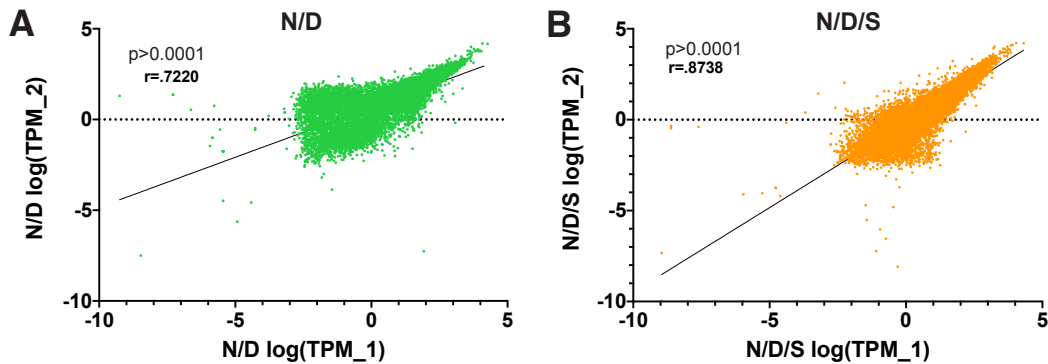 A
N/D
p>0.0001
r=.7220
5
0
-5
-10
-10
-5
0
5
N/D log(TPM_2)
N/D log(TPM_1)
B
N/D/S
p>0.0001
r=.8738
5
0
-5
-10
-10
-5
0
5
N/D/S log(TPM_2)
N/D/S log(TPM_1)